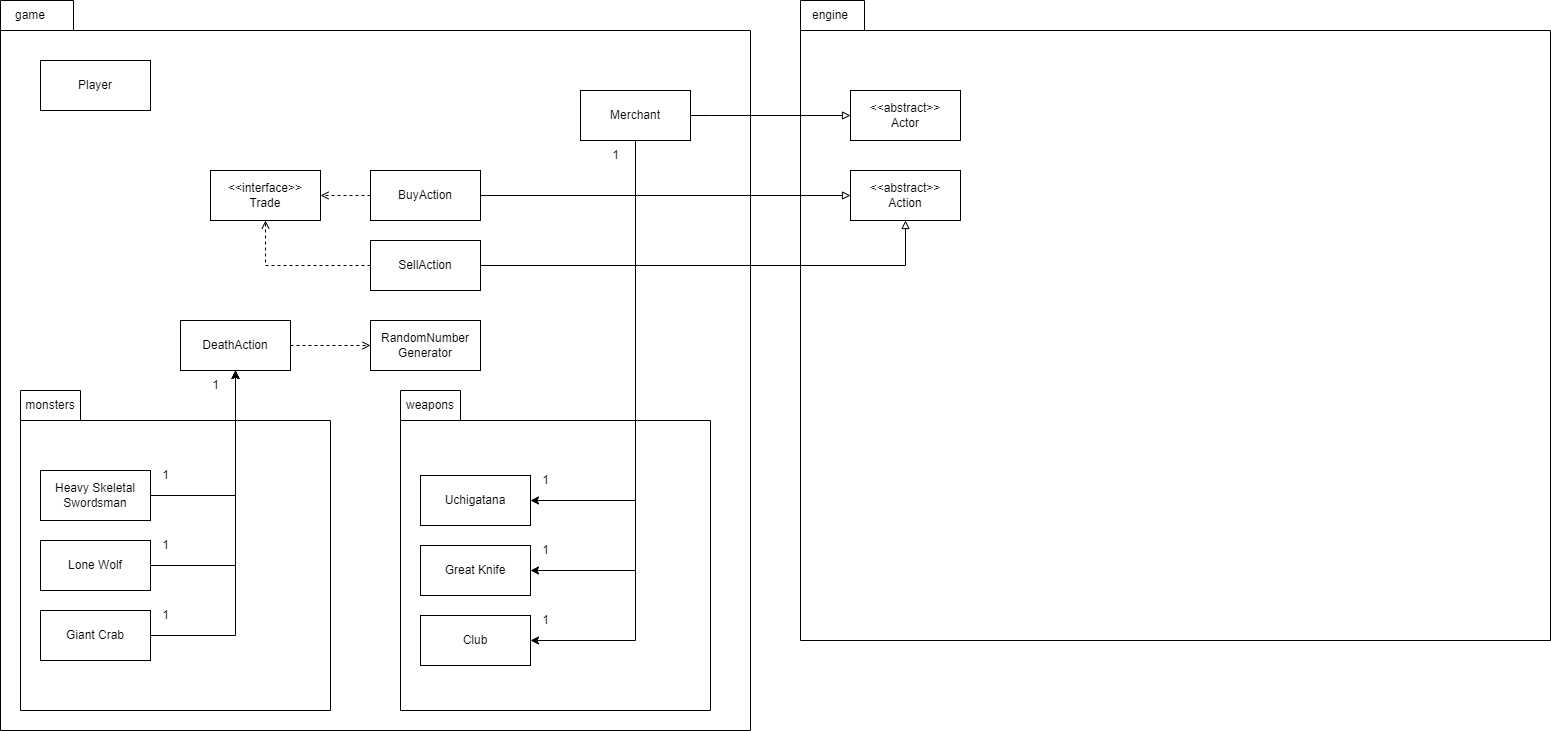 game
engine
Player
Merchant
<<abstract>>
Actor
1
<<interface>>
Trade
BuyAction
<<abstract>>
Action
SellAction
DeathAction
RandomNumber
Generator
1
monsters
weapons
1
Heavy Skeletal
Swordsman
1
Uchigatana
1
Lone Wolf
1
Great Knife
1
Giant Crab
1
Club